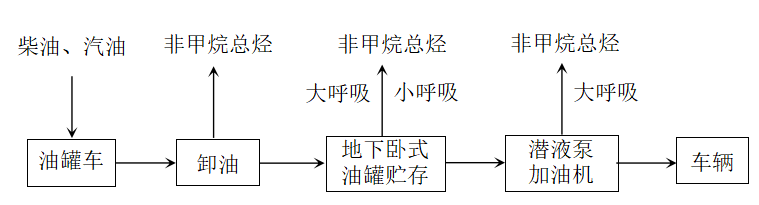 柴油、汽油
非甲烷总烃
非甲烷总烃
非甲烷总烃
大呼吸
小呼吸
大呼吸
油罐车
卸油
地下卧式
油罐贮存
潜液泵
加油机
车辆